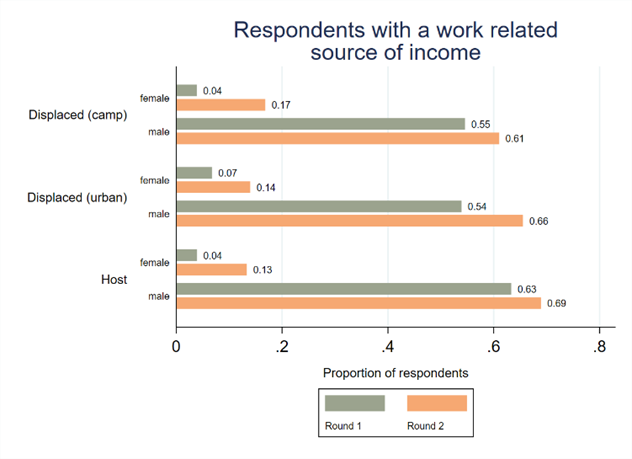 Respondents with a work related
source of income
Displaced (camp)
female
0.04
0.17
male
0.55
0.61
Displaced (urban)
female
0.07
0.14
male
0.54
0.66
Host
female
0.04
0.13
male
0.63
0.69
0 .2 .4 .6 .8
Proportion of respondents
Round 1 Round 2